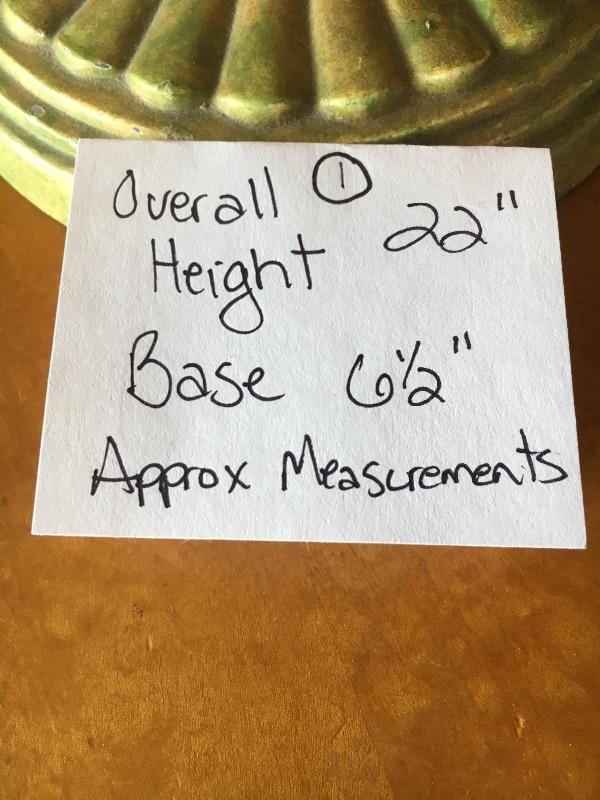 Overall ① 22"
Height
Base 6½"
Approx Measurements